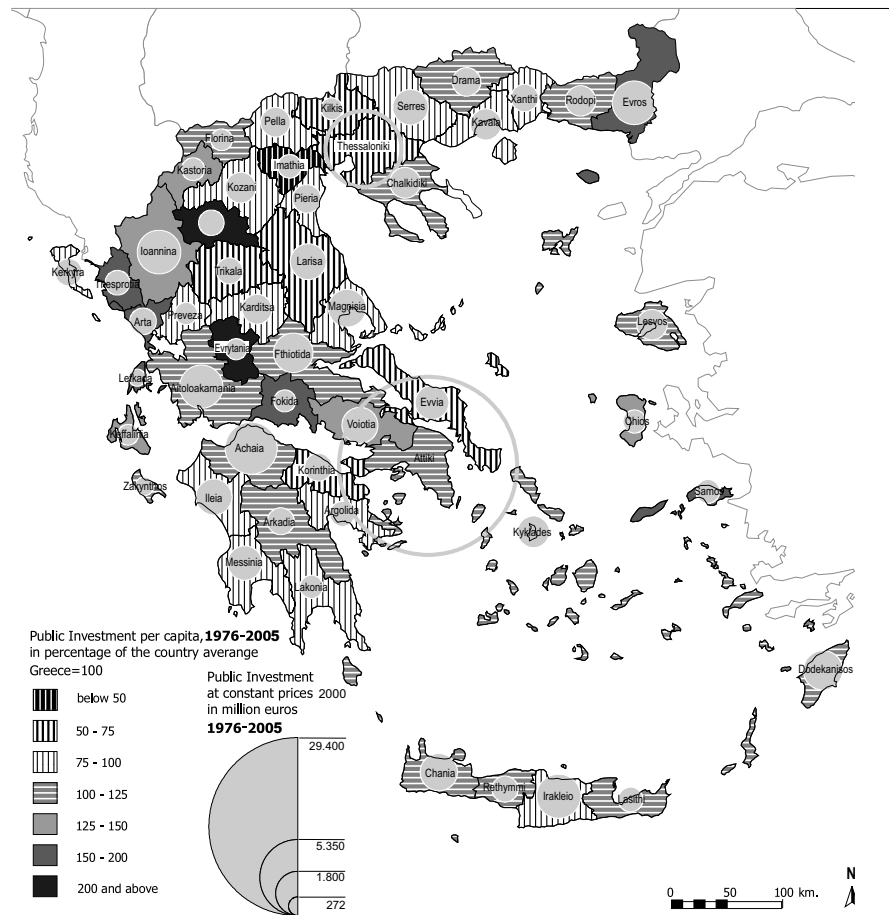 Drama
Xanthi
Rodopi
Evros
Serres
Kilkis
Pella
Kavala
Florina
Thessaloniki
Imathia
Kastoria
Kozani
Chalkidiki
Pieria
Ioannina
Larisa
Kerkyra
Trikala
Thesprotia
Magnisia
Karditsa
Preveza
Arta
Lesvos
Evrytania
Fthiotida
Lefkada
Aitoloakarnania
Fokida
Evvia
Voiotia
Chios
Kefallinia
Achaia
Attiki
Korinthia
Zakynthos
Ileia
Samos
Argolida
Arkadia
Kyklades
Messinia
Lakonia
Dodekanisos
Chania
Rethymni
Irakleio
Lasithi
Public Investment per capita, 1976-2005
in percentage of the country averange
Greece=100
below 50
50 - 75
75 - 100
100 - 125
125 - 150
150 - 200
200 and above
Public Investment
at constant prices 2000
in million euros
1976-2005
29.400
5.350
1.800
272
N
0 50 100 km.